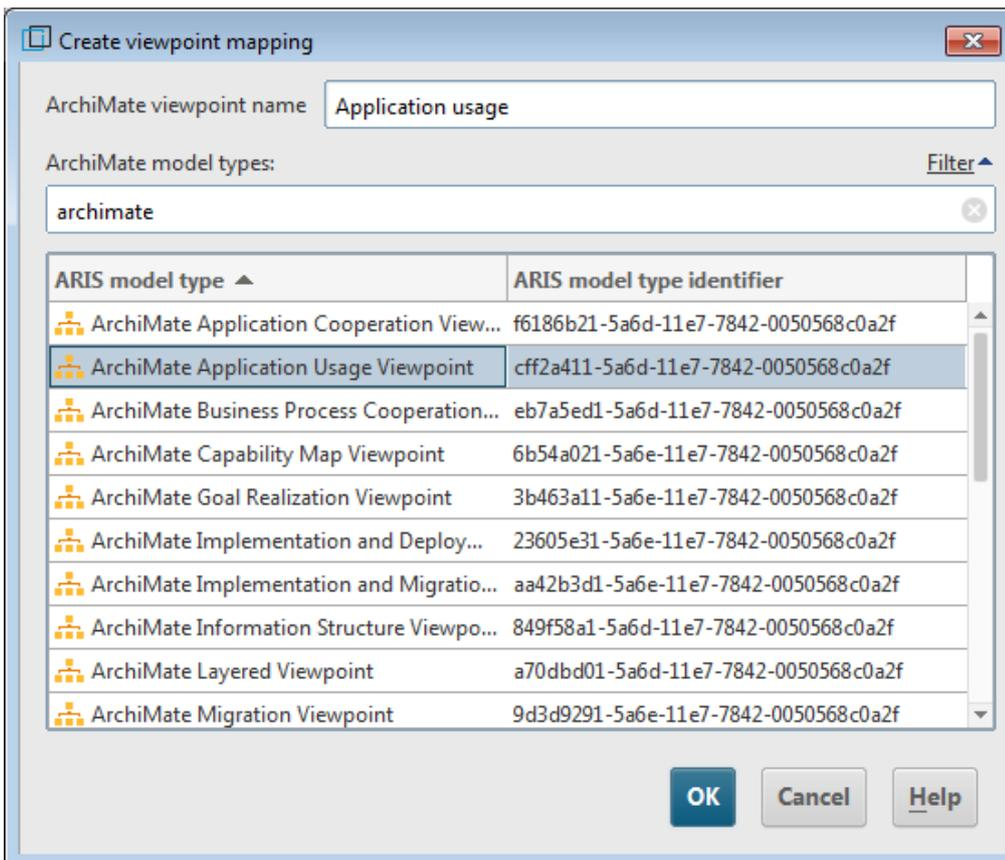 Create viewpoint mapping
ArchiMate viewpoint name Application usage
ArchiMate model types: Filter
archimate
ARIS model type ARIS model type identifier
ArchiMate Application Cooperation View... f6186b21-5a6d-11e7-7842-0050568c0a2f
ArchiMate Application Usage Viewpoint cff2a411-5a6d-11e7-7842-0050568c0a2f
ArchiMate Business Process Cooperation... eb7a5ed1-5a6d-11e7-7842-0050568c0a2f
ArchiMate Capability Map Viewpoint 6b54a021-5a6e-11e7-7842-0050568c0a2f
ArchiMate Goal Realization Viewpoint 3b463a11-5a6e-11e7-7842-0050568c0a2f
ArchiMate Implementation and Deploy... 23605e31-5a6e-11e7-7842-0050568c0a2f
ArchiMate Implementation and Migratio... aa42b3d1-5a6e-11e7-7842-0050568c0a2f
ArchiMate Information Structure Viewpo... 849f58a1-5a6d-11e7-7842-0050568c0a2f
ArchiMate Layered Viewpoint a70dbd01-5a6d-11e7-7842-0050568c0a2f
ArchiMate Migration Viewpoint 9d3d9291-5a6e-11e7-7842-0050568c0a2f
OK Cancel Help